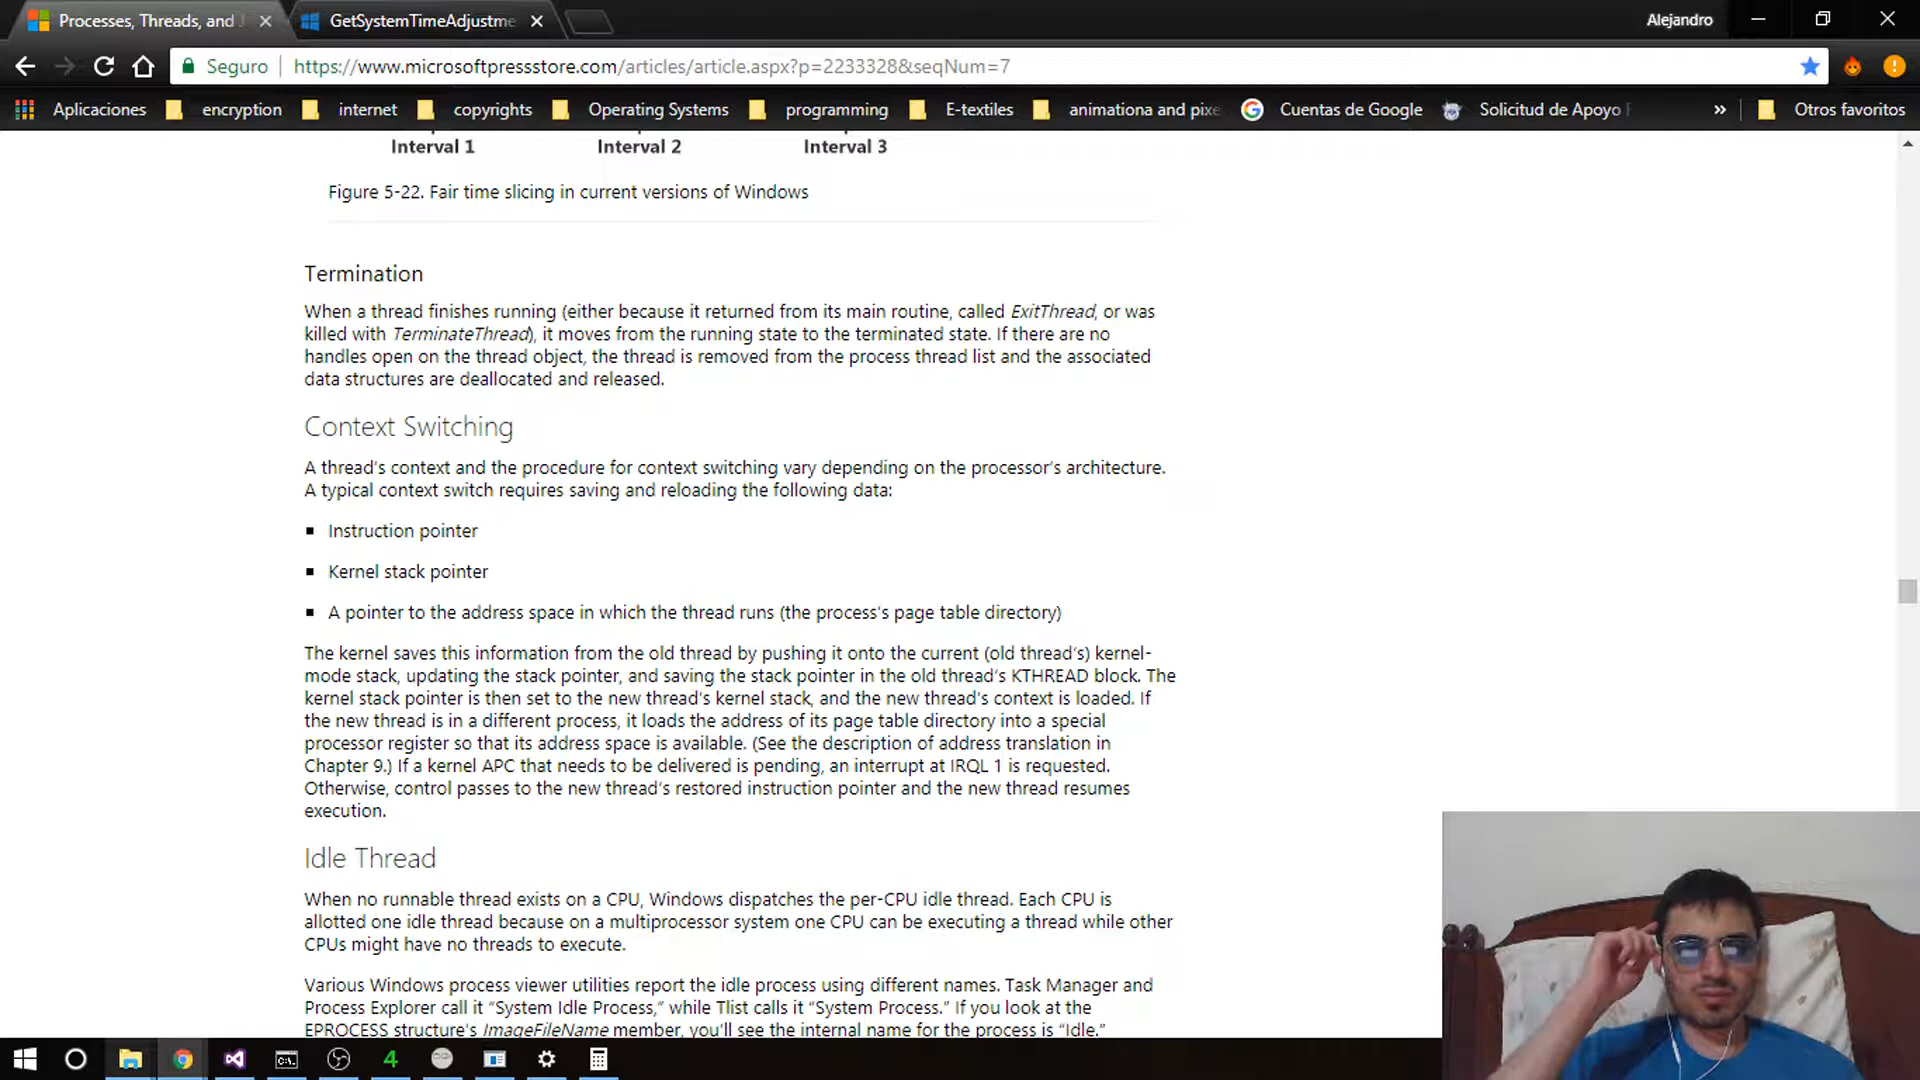 Processes, Threads, and J
GetSystemTimeAdjustme
Alejandro
Seguro
https://www.microsoftpressstore.com/articles/article.aspx?p=2233328&seqNum=7
Aplicaciones
encryption
internet
copyrights
Operating Systems
programming
E-textiles
animationa and pixe
Cuentas de Google
Solicitud de Apoyo
»
Otros favoritos
Interval 1
Interval 2
Interval 3
Figure 5-22. Fair time slicing in current versions of Windows
Termination
When a thread finishes running (either because it returned from its main routine, called ExitThread, or was
killed with TerminateThread), it moves from the running state to the terminated state. If there are no
handles open on the thread object, the thread is removed from the process thread list and the associated
data structures are deallocated and released.
Context Switching
A thread's context and the procedure for context switching vary depending on the processor's architecture.
A typical context switch requires saving and reloading the following data:
■ Instruction pointer
■ Kernel stack pointer
■ A pointer to the address space in which the thread runs (the process's page table directory)
The kernel saves this information from the old thread by pushing it onto the current (old thread's) kernel-
mode stack, updating the stack pointer, and saving the stack pointer in the old thread's KTHREAD block. The
kernel stack pointer is then set to the new thread's kernel stack, and the new thread's context is loaded. If
the new thread is in a different process, it loads the address of its page table directory into a special
processor register so that its address space is available. (See the description of address translation in
Chapter 9.) If a kernel APC that needs to be delivered is pending, an interrupt at IRQL 1 is requested.
Otherwise, control passes to the new thread's restored instruction pointer and the new thread resumes
execution.
Idle Thread
When no runnable thread exists on a CPU, Windows dispatches the per-CPU idle thread. Each CPU is
allotted one idle thread because on a multiprocessor system one CPU can be executing a thread while other
CPUs might have no threads to execute.
Various Windows process viewer utilities report the idle process using different names. Task Manager and
Process Explorer call it “System Idle Process,” while Tlist calls it “System Process.” If you look at the
EPROCESS structure's ImageFileName member, you'll see the internal name for the process is “Idle.”
4